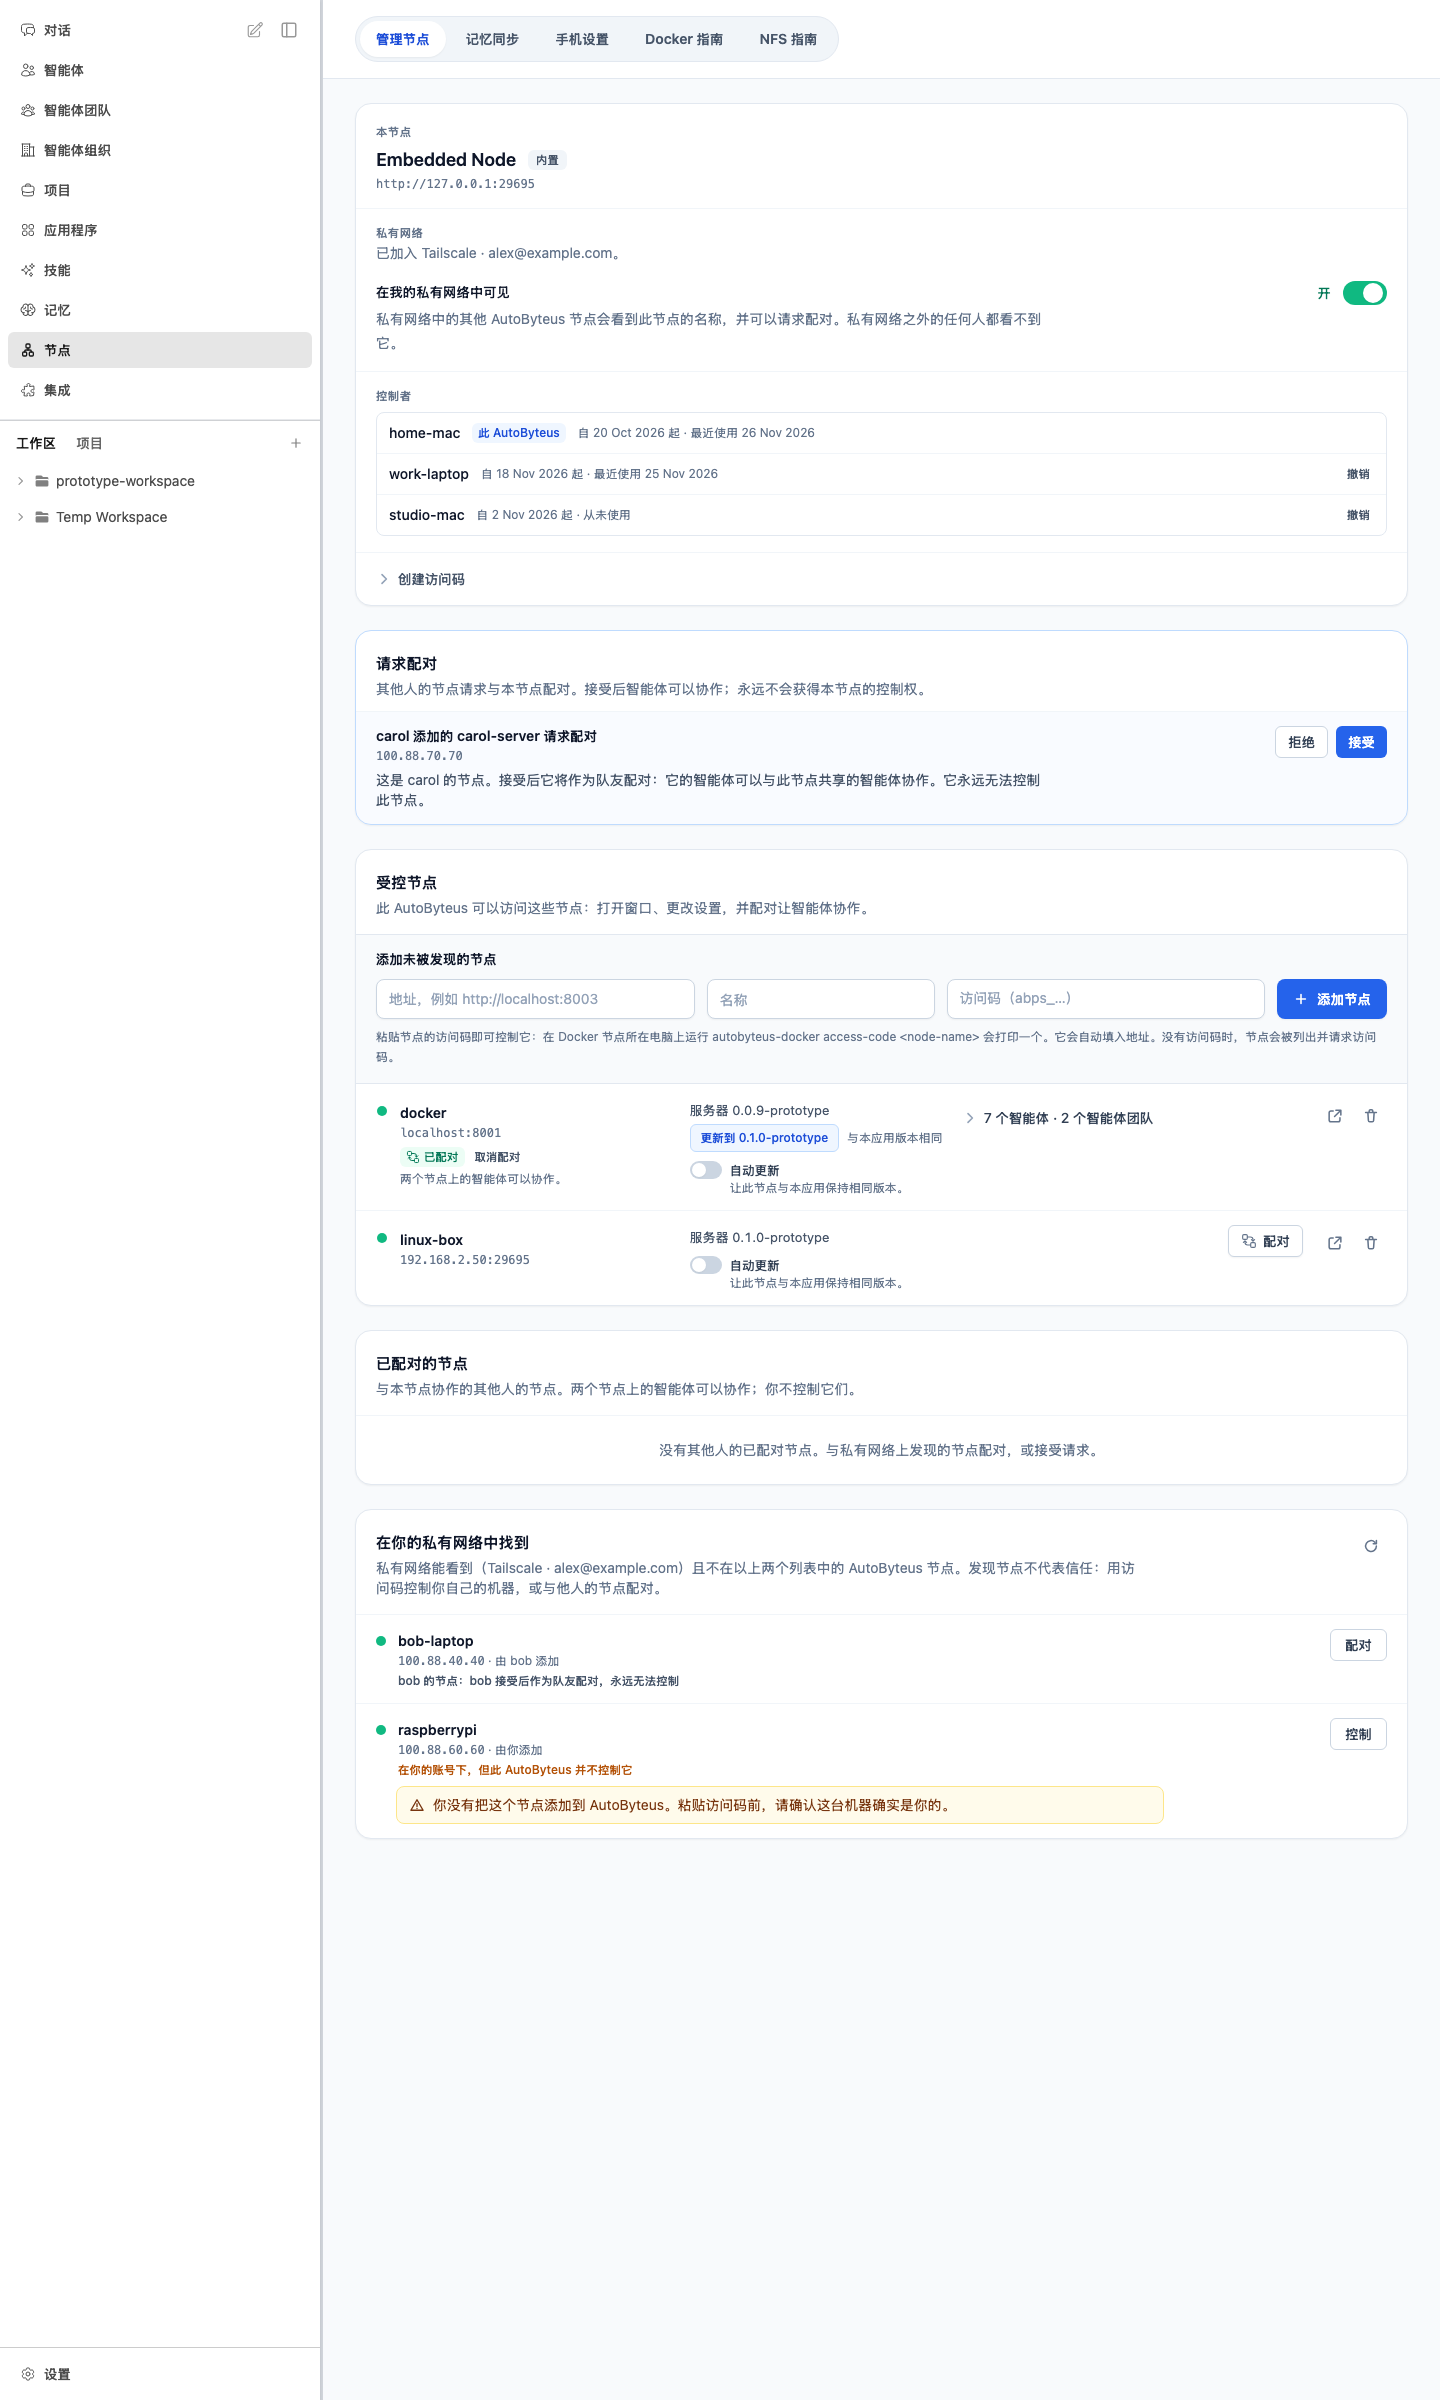 对话
智能体
智能体团队
智能体组织
项目
应用程序
技能
记忆
节点
集成
工作区 项目
prototype-workspace
Temp Workspace
设置
管理节点 记忆同步 手机设置 Docker 指南 NFS 指南
本节点
Embedded Node 内置
http://127.0.0.1:29695
私有网络
已加入 Tailscale · alex@example.com。
在我的私有网络中可见 开
私有网络中的其他 AutoByteus 节点会看到此节点的名称，并可以请求配对。私有网络之外的任何人都看不到
它。
控制者
home-mac 此 AutoByteus 自 20 Oct 2026 起 · 最近使用 26 Nov 2026
work-laptop 自 18 Nov 2026 起 · 最近使用 25 Nov 2026 撤销
studio-mac 自 2 Nov 2026 起 · 从未使用 撤销
创建访问码
请求配对
其他人的节点请求与本节点配对。接受后智能体可以协作；永远不会获得本节点的控制权。
carol 添加的 carol-server 请求配对 拒绝 接受
100.88.70.70
这是 carol 的节点。接受后它将作为队友配对：它的智能体可以与此节点共享的智能体协作。它永远无法控制
此节点。
受控节点
此 AutoByteus 可以访问这些节点：打开窗口、更改设置，并配对让智能体协作。
添加未被发现的节点
地址，例如 http://localhost:8003 名称 访问码（abps_…） 添加节点
粘贴节点的访问码即可控制它：在 Docker 节点所在电脑上运行 autobyteus-docker access-code <node-name> 会打印一个。它会自动填入地址。没有访问码时，节点会被列出并请求访问
码。
docker
localhost:8001
已配对 取消配对
两个节点上的智能体可以协作。
服务器 0.0.9-prototype
更新到 0.1.0-prototype 与本应用版本相同
自动更新
让此节点与本应用保持相同版本。
7 个智能体 · 2 个智能体团队
linux-box
192.168.2.50:29695
服务器 0.1.0-prototype
自动更新
让此节点与本应用保持相同版本。
配对
已配对的节点
与本节点协作的其他人的节点。两个节点上的智能体可以协作；你不控制它们。
没有其他人的已配对节点。与私有网络上发现的节点配对，或接受请求。
在你的私有网络中找到
私有网络能看到（Tailscale · alex@example.com）且不在以上两个列表中的 AutoByteus 节点。发现节点不代表信任：用访
问码控制你自己的机器，或与他人的节点配对。
bob-laptop 配对
100.88.40.40 · 由 bob 添加
bob 的节点：bob 接受后作为队友配对，永远无法控制
raspberrypi 控制
100.88.60.60 · 由你添加
在你的账号下，但此 AutoByteus 并不控制它
你没有把这个节点添加到 AutoByteus。粘贴访问码前，请确认这台机器确实是你的。